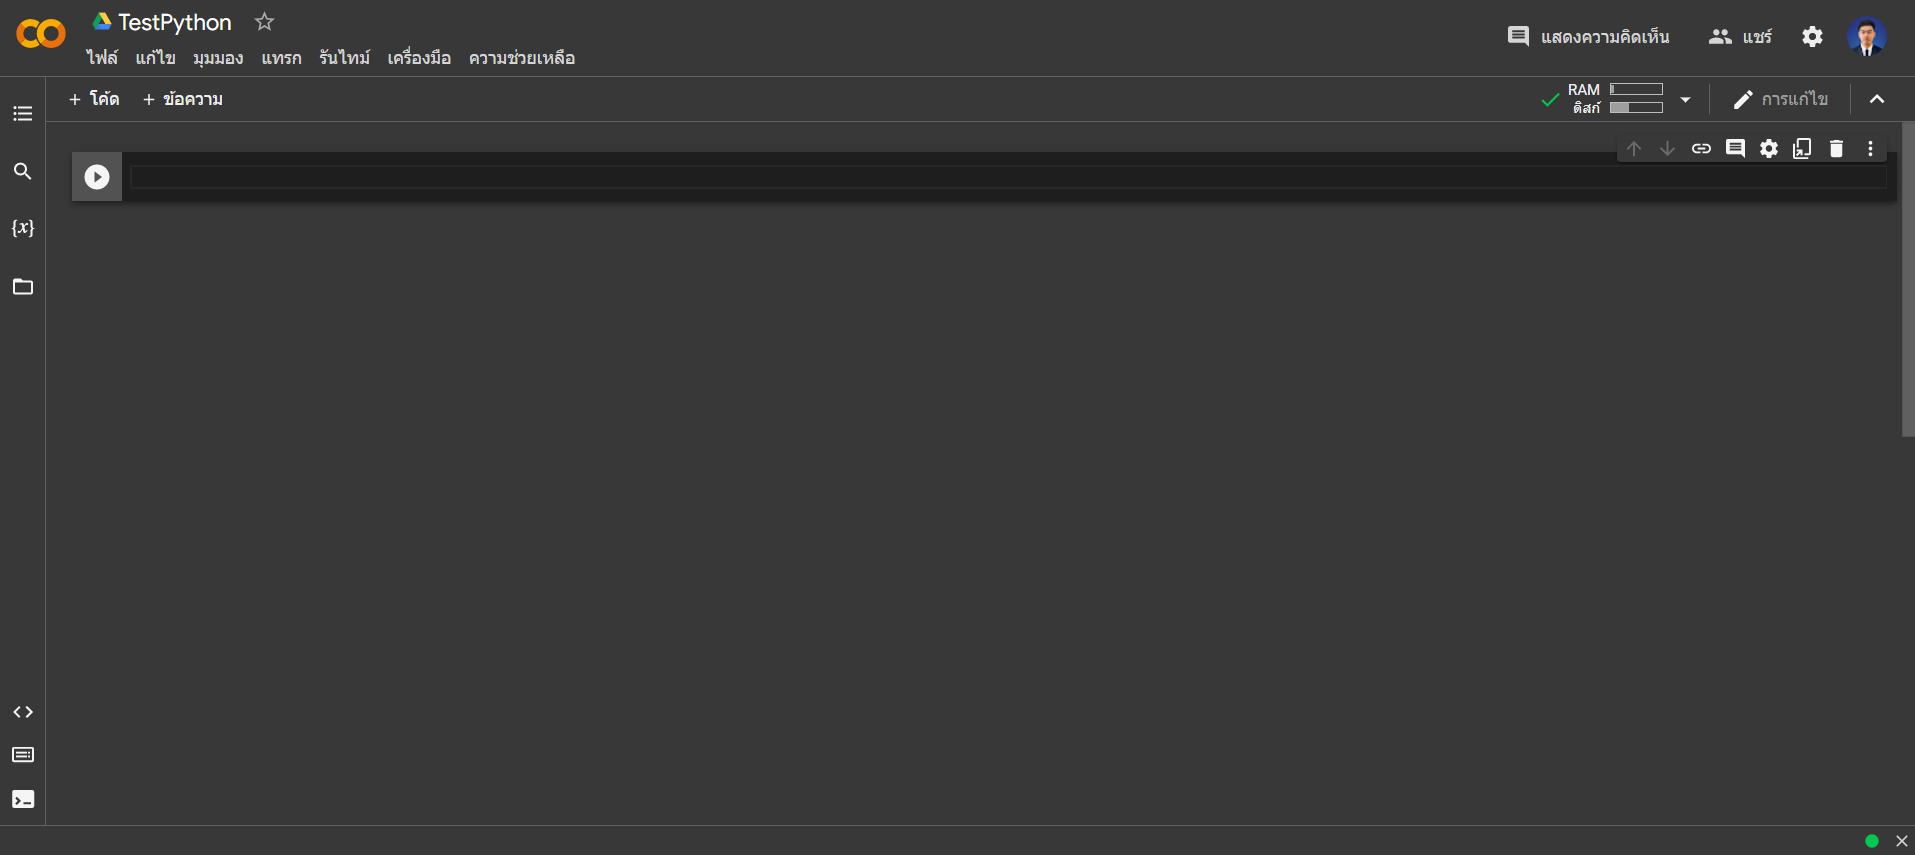 TestPython
ไฟล์ แก้ไข มุมมอง แทรก รันไทม์ เครื่องมือ ความช่วยเหลือ
แสดงความคิดเห็น แชร์
+ โค้ด + ข้อความ
RAM
ดิสก์
การแก้ไข
{x}